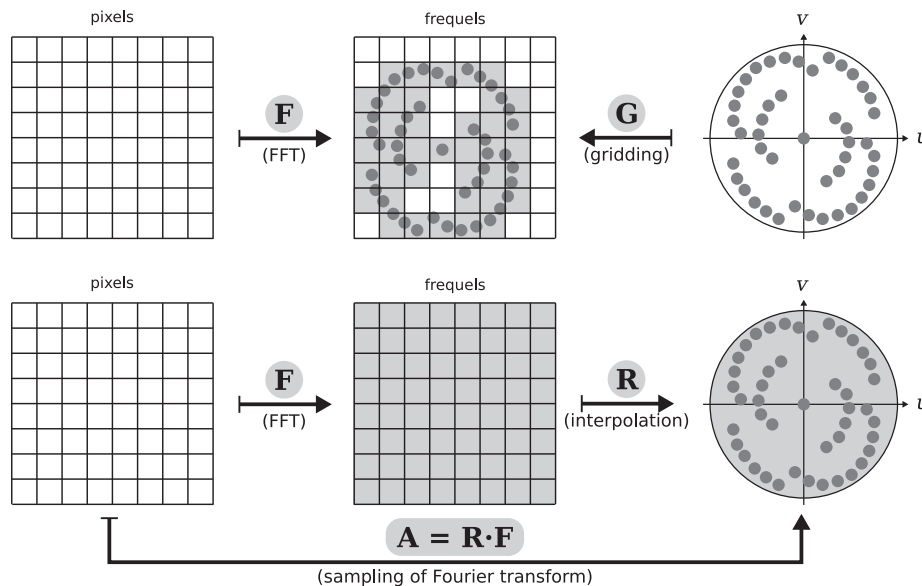 pixels
frequels
v
F
(FFT)
G
(gridding)
u
pixels
frequels
v
F
(FFT)
R
(interpolation)
u
A = R·F
(sampling of Fourier transform)